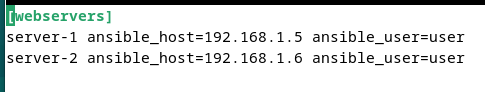 [webservers]
server-1 ansible_host=192.168.1.5 ansible_user=user
server-2 ansible_host=192.168.1.6 ansible_user=user